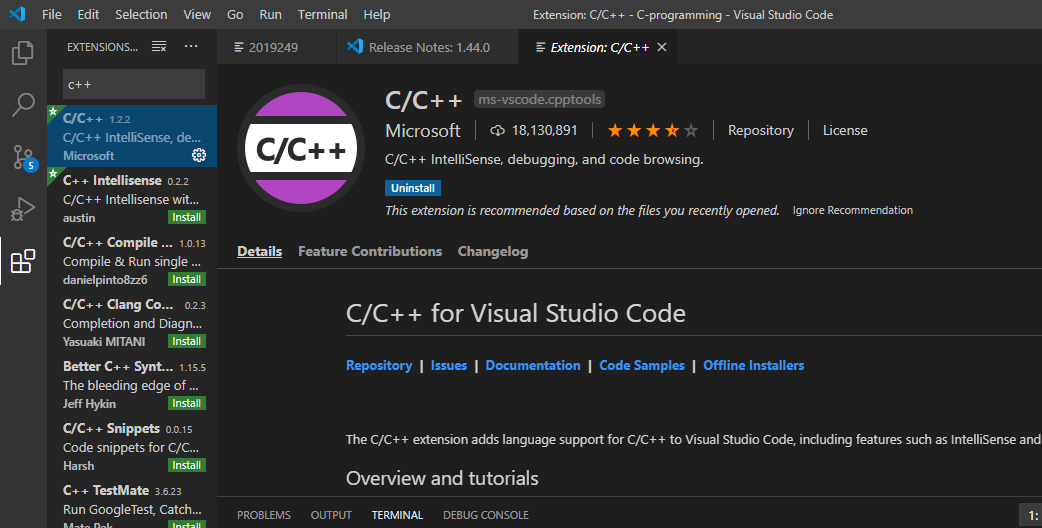 File Edit Selection View Go Run Terminal Help Extension: C/C++ - C-programming - Visual Studio Code
EXTENSIONS... ···
2019249 Release Notes: 1.44.0 Extension: C/C++
c++
C/C++ 1.2.2
C/C++ IntelliSense, de...
Microsoft
C++ Intellisense 0.2.2
C/C++ Intellisense wit...
austin Install
C/C++ Compile ... 1.0.13
Compile & Run single ...
danielpinto8zz6 Install
C/C++ Clang Co... 0.2.3
Completion and Diagn...
Yasuaki MITANI Install
Better C++ Synt... 1.15.5
The bleeding edge of ...
Jeff Hykin Install
C/C++ Snippets 0.0.15
Code snippets for C/C...
Harsh Install
C++ TestMate 3.6.23
Run GoogleTest, Catch...
Mate Pek Install
5
C/C++
C/C++ ms-vscode.cpptools
Microsoft 18,130,891 Repository License
C/C++ IntelliSense, debugging, and code browsing.
Uninstall
This extension is recommended based on the files you recently opened. Ignore Recommendation
Details Feature Contributions Changelog
C/C++ for Visual Studio Code
Repository | Issues | Documentation | Code Samples | Offline Installers
The C/C++ extension adds language support for C/C++ to Visual Studio Code, including features such as IntelliSense and
Overview and tutorials
PROBLEMS OUTPUT TERMINAL DEBUG CONSOLE 1: